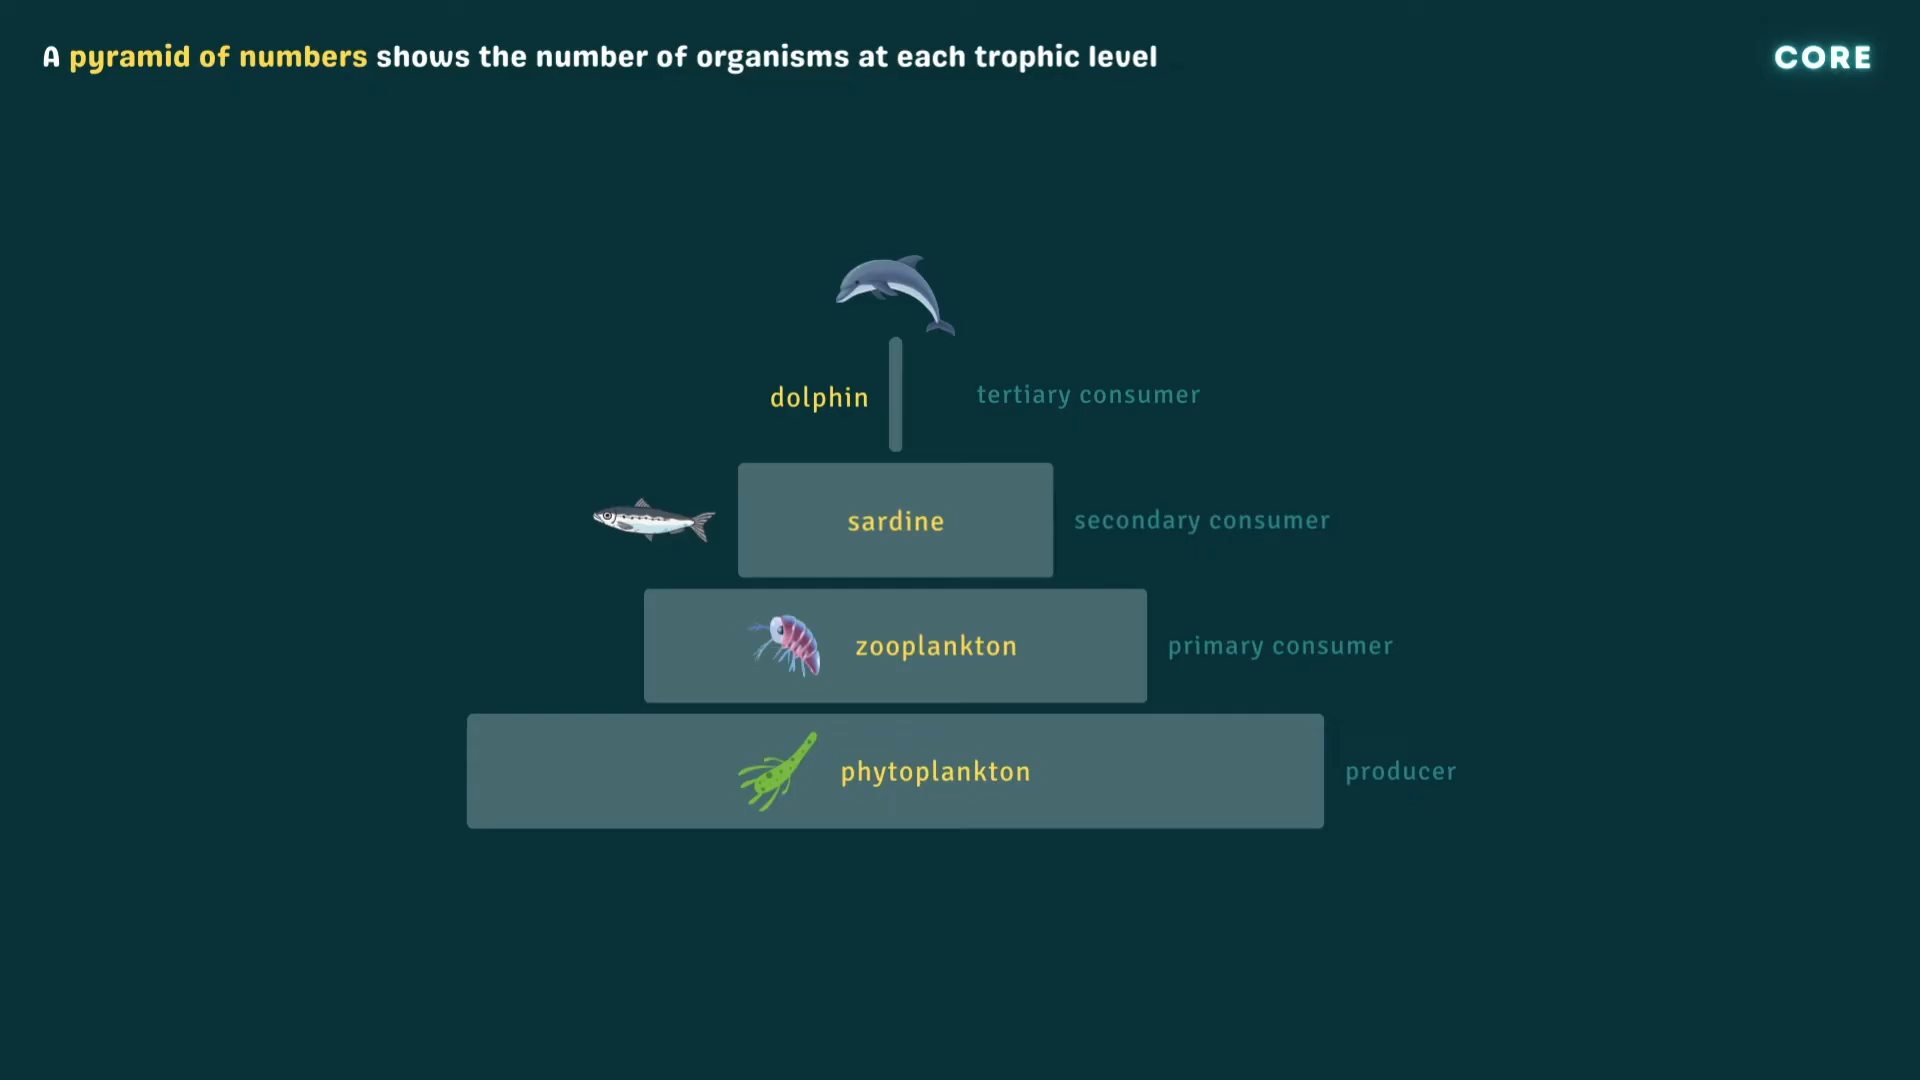 A pyramid of numbers shows the number of organisms at each trophic level
CORE
dolphin
tertiary consumer
sardine
secondary consumer
zooplankton
primary consumer
phytoplankton
producer